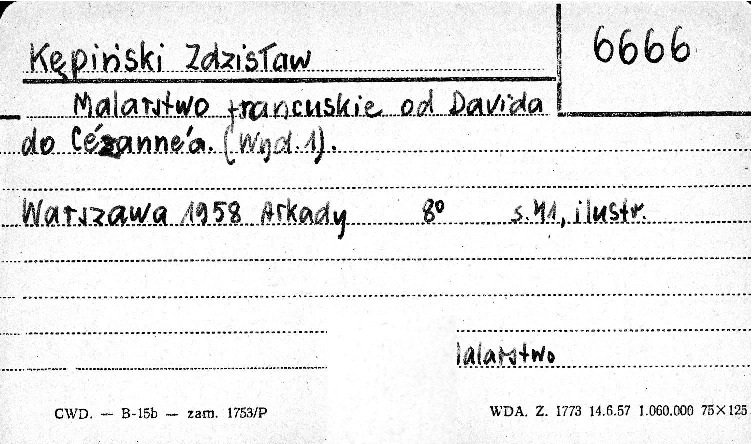 Kępiński Zdzisław
6666
Malarstwo francuskie od Davida
do Cézanne'a. (Wyd. 1).
Warszawa 1958 Arkady 8° s. 41, ilustr.
lalarstwo
CWD. — B-15b — zam. 1753/P
WDA. Z. 1773 14.6.57 1.060.000 75×125